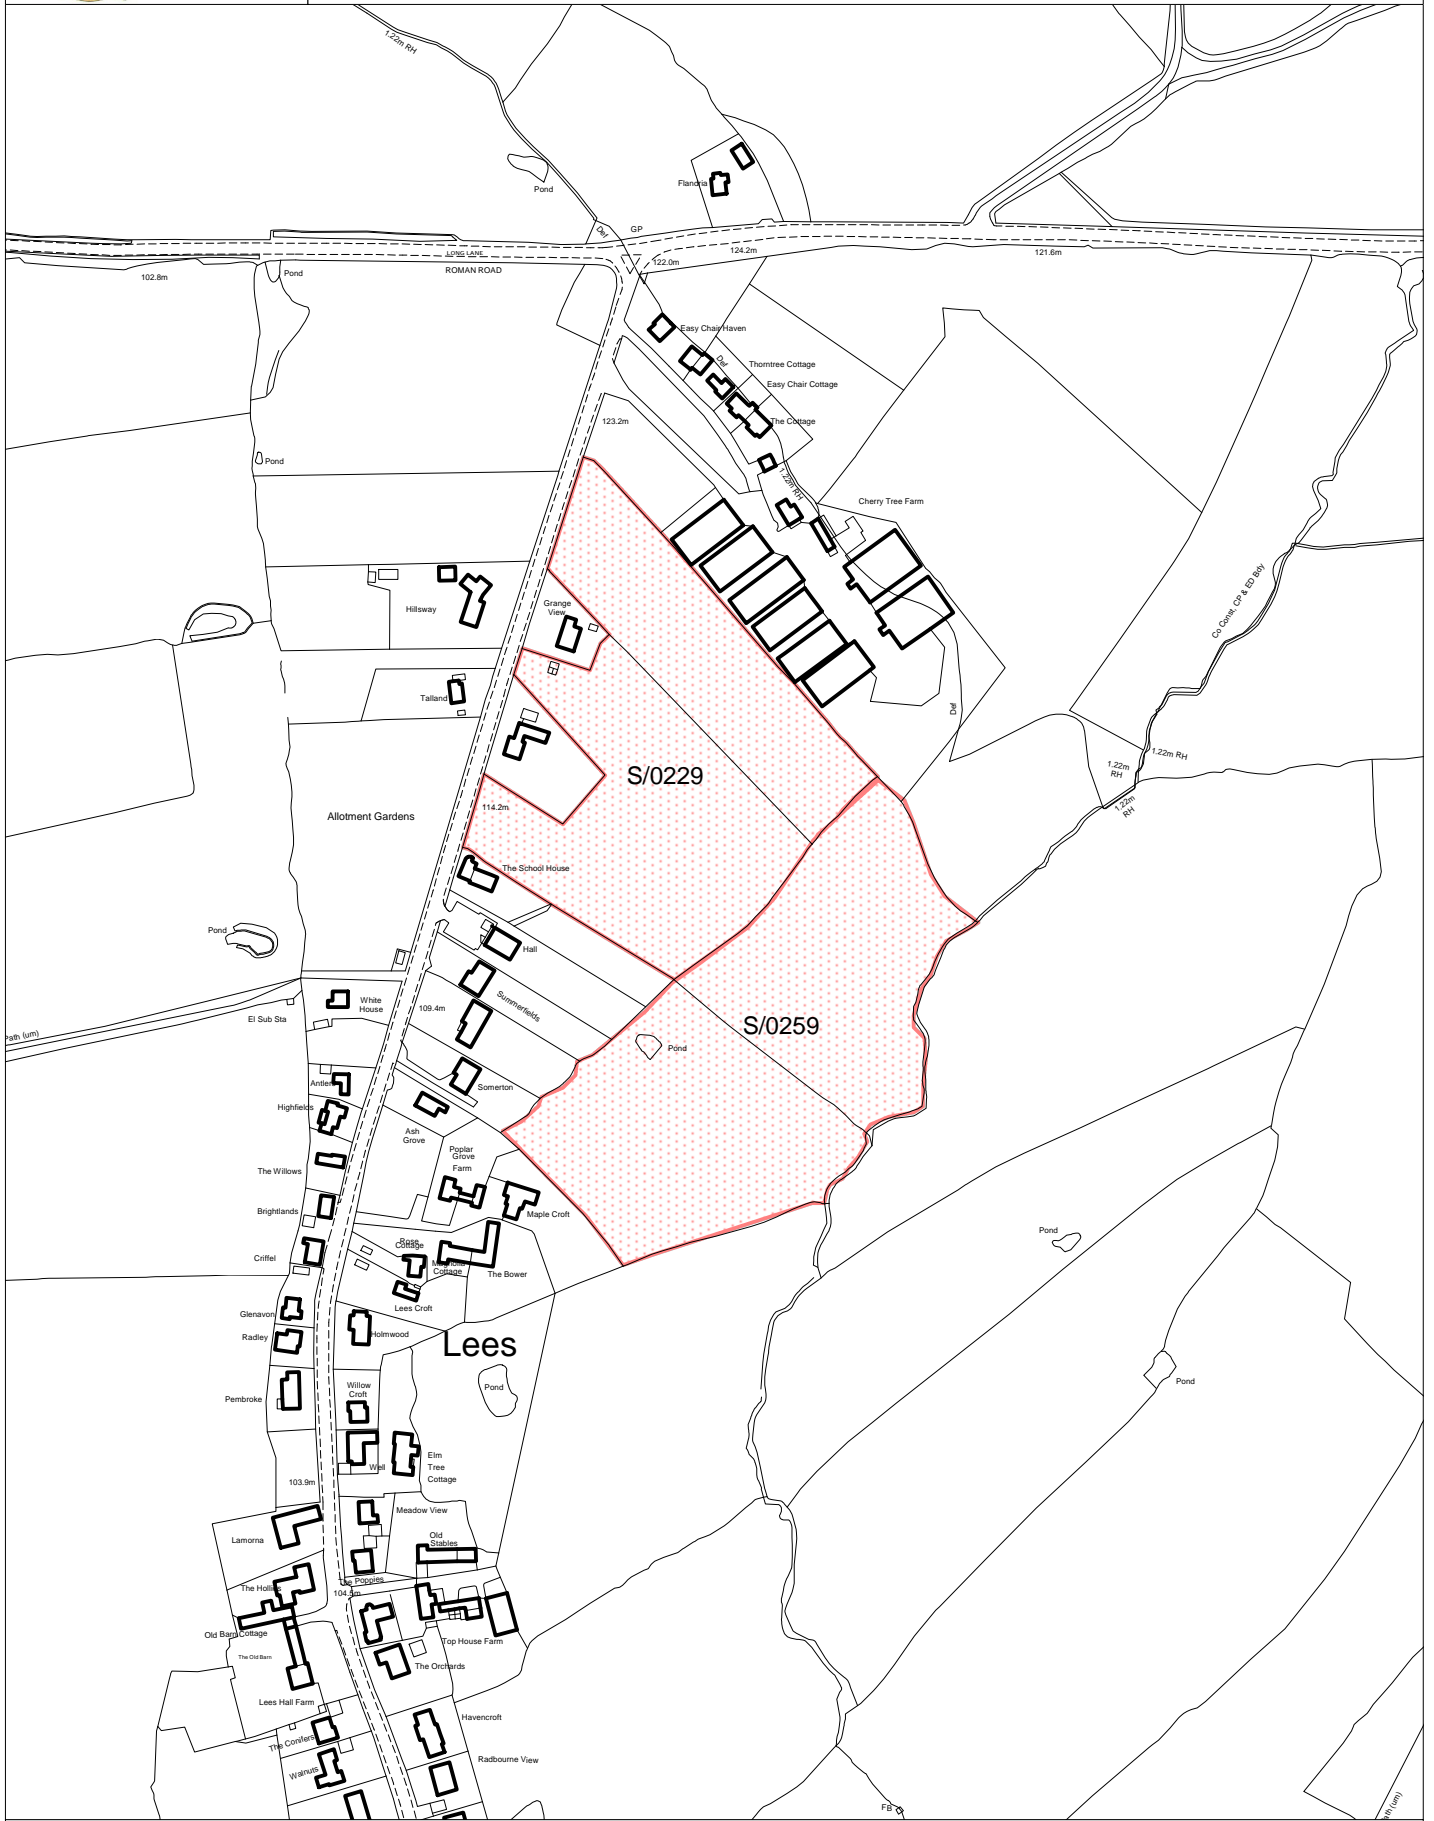 1.22m RH
Pond
Flandria
Def
GP
LONG LANE
124.2m
121.6m
122.0m
102.8m
Pond
ROMAN ROAD
Easy Chair Haven
Def
Thorntree Cottage
Easy Chair Cottage
The Cottage
123.2m
Pond
1.22m RH
Cherry Tree Farm
Co Const, CP & ED Bdy
Hillsway
Grange
View
Talland
Def
1.22m RH
1.22m
RH
1.22m
RH
S/0229
114.2m
Allotment Gardens
The School House
Pond
Hall
Summerfields
White
House
109.4m
El Sub Sta
Path (um)
S/0259
Pond
Somerton
Antlers
Highfields
Ash
Grove
Poplar
Grove
Farm
The Willows
Brightlands
Maple Croft
Pond
Criffel
Rose
Cottage
Magnolia
Cottage
The Bower
Lees Croft
Glenavon
Radley
Holmwood
Lees
Pond
Pond
Pembroke
Willow
Croft
Well
Elm
Tree
Cottage
103.9m
Meadow View
Lamorna
Old
Stables
The Poppies
The Hollies
104.5m
Old Barn Cottage
The Old Barn
Top House Farm
The Orchards
Lees Hall Farm
Havencroft
The Conifers
Radbourne View
Walnuts
FB
ath (um)